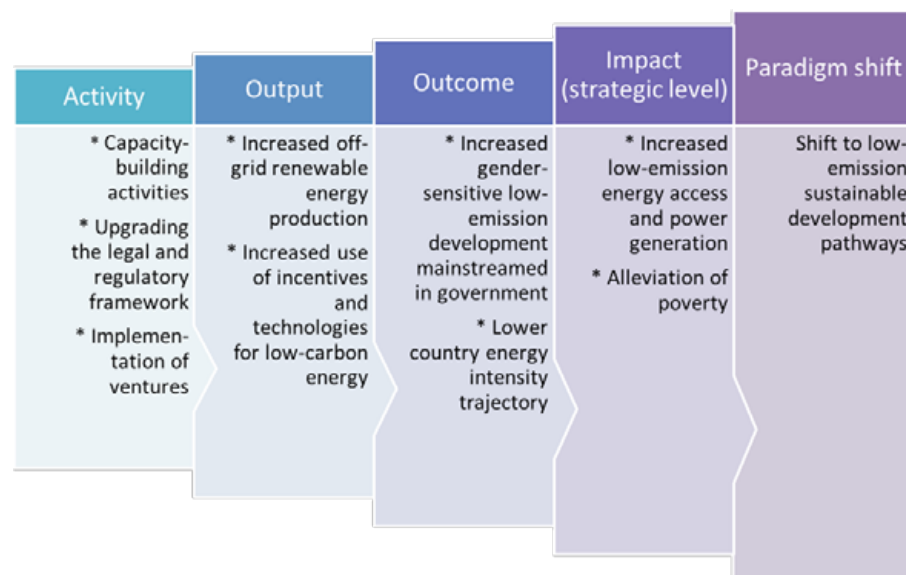 Activity
* Capacity-
building
activities
* Upgrading
the legal and
regulatory
framework
* Implemen-
tation of
ventures
Output
* Increased off-
grid renewable
energy
production
* Increased use
of incentives
and
technologies
for low-carbon
energy
Outcome
* Increased
gender-
sensitive low-
emission
development
mainstreamed
in government
* Lower
country energy
intensity
trajectory
Impact
(strategic level)
* Increased
low-emission
energy access
and power
generation
* Alleviation of
poverty
Paradigm shift
Shift to low-
emission
sustainable
development
pathways